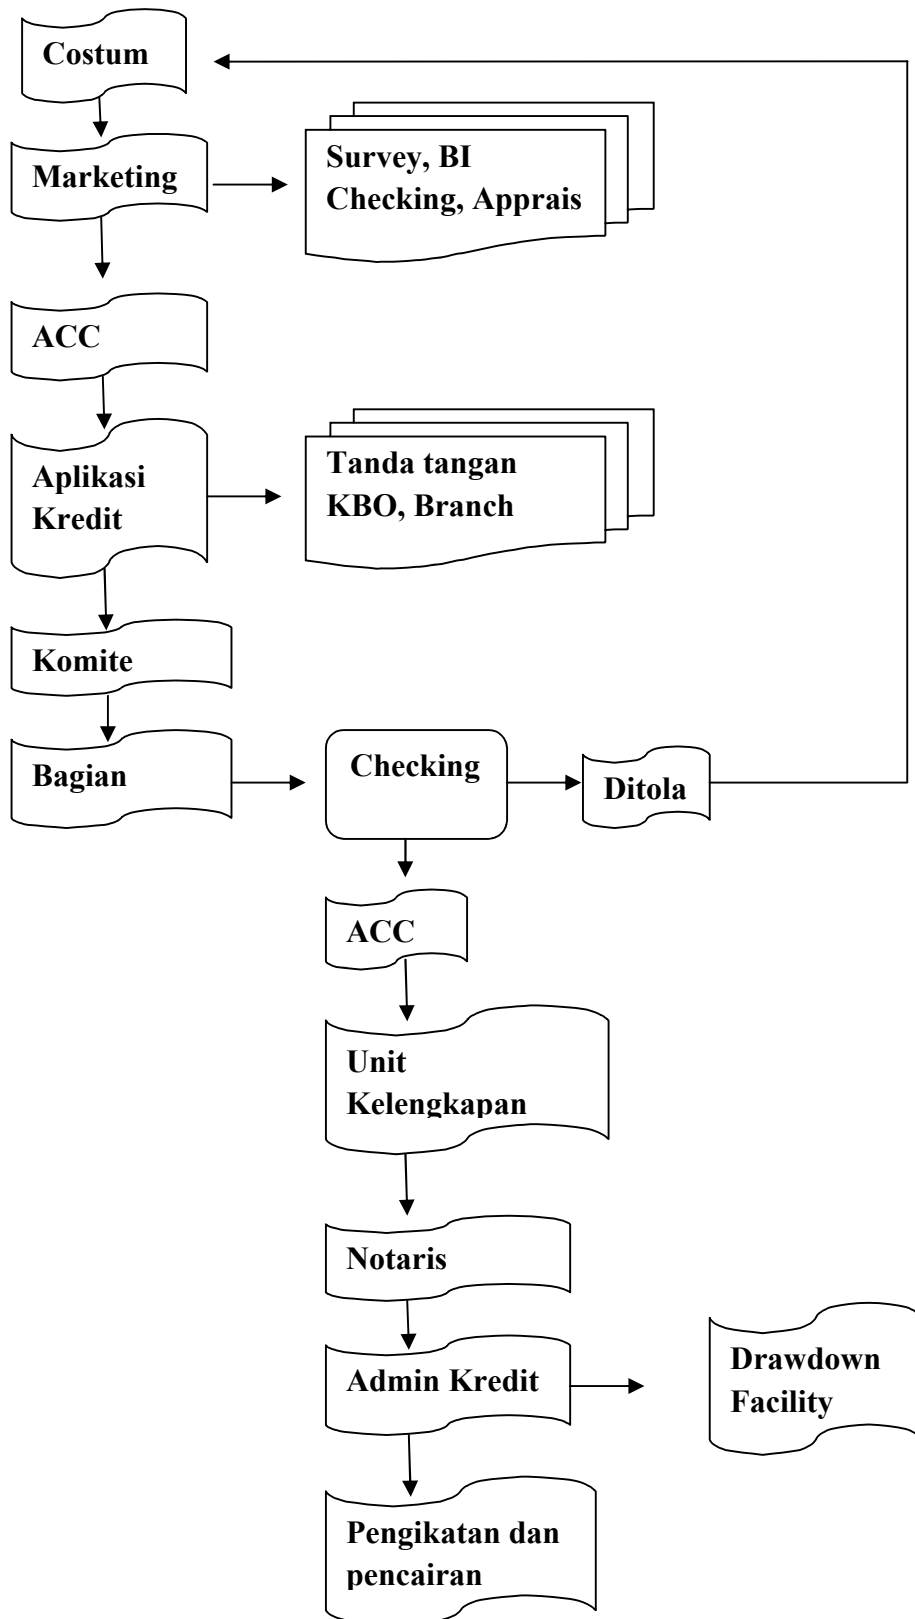 Costum
Marketing
Survey, BI
Checking, Apprais
ACC
Aplikasi
Kredit
Tanda tangan
KBO, Branch
Komite
Bagian
Checking
Ditola
ACC
Unit
Kelengkapan
Notaris
Admin Kredit
Drawdown
Facility
Pengikatan dan
pencairan